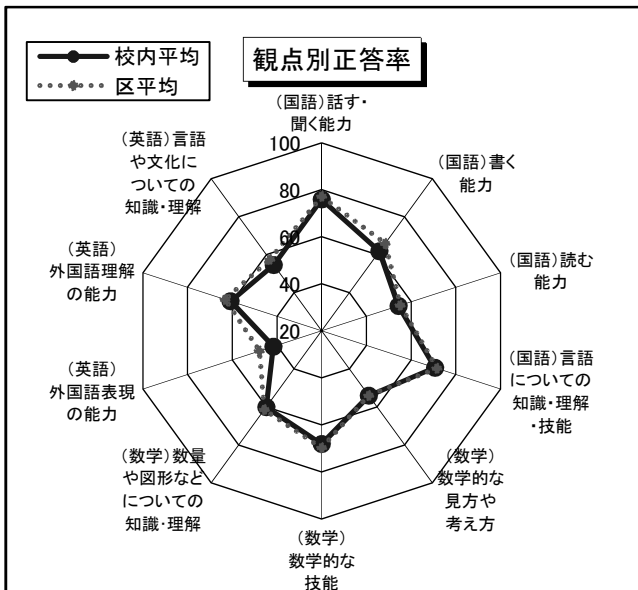 校内平均
区平均
観点別正答率
(国語)話す・
聞く能力
(国語)書く
能力
(国語)読む
能力
(国語)言語
についての
知識・理解
・技能
(数学)
数学的な
見方や
考え方
(数学)
数学的な
技能
(数学)数量
や図形など
についての
知識・理解
(英語)
外国語表現
の能力
(英語)
外国語理解
の能力
(英語)言語
や文化に
ついての
知識・理解
100
80
60
40
20